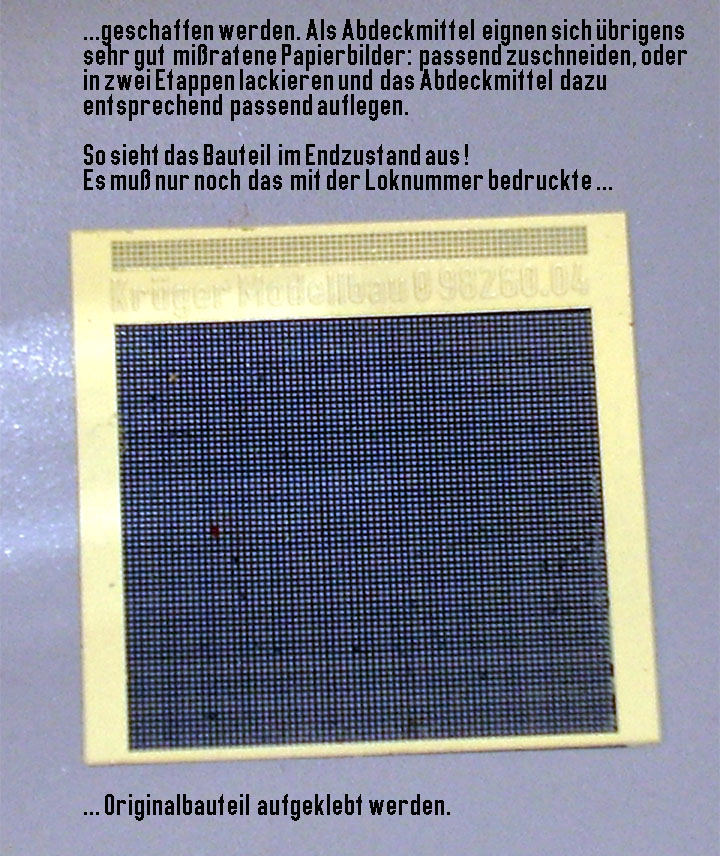 ...geschaffen werden. Als Abdeckmittel eignen sich übrigens
sehr gut mißratene Papierbilder: passend zuschneiden, oder
in zwei Etappen lackieren und das Abdeckmittel dazu
entsprechend passend auflegen.
So sieht das Bauteil im Endzustand aus!
Es muß nur noch das mit der Loknummer bedruckte...
Krüger Modellbau 0 98260.04
... Originalbauteil aufgeklebt werden.